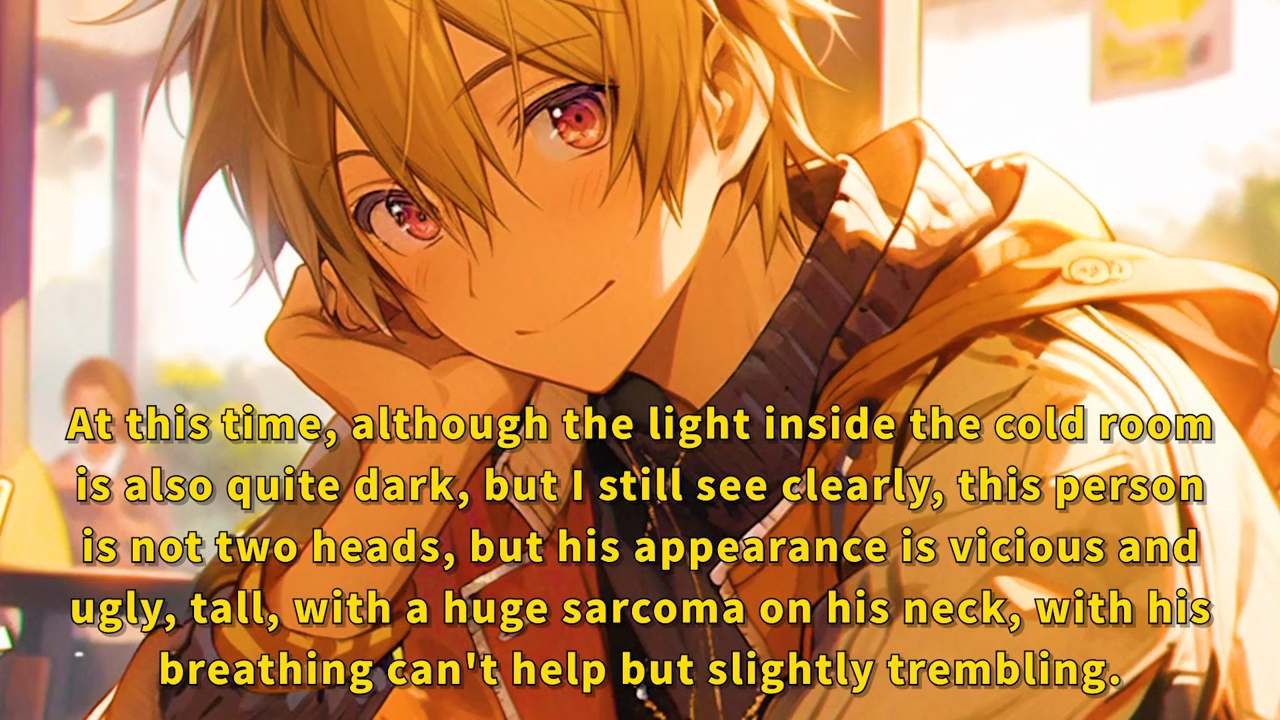 At this time, although the light inside the cold room
is also quite dark, but I still see clearly, this person
is not two heads, but his appearance is vicious and
ugly, tall, with a huge sarcoma on his neck, with his
breathing can't help but slightly trembling.